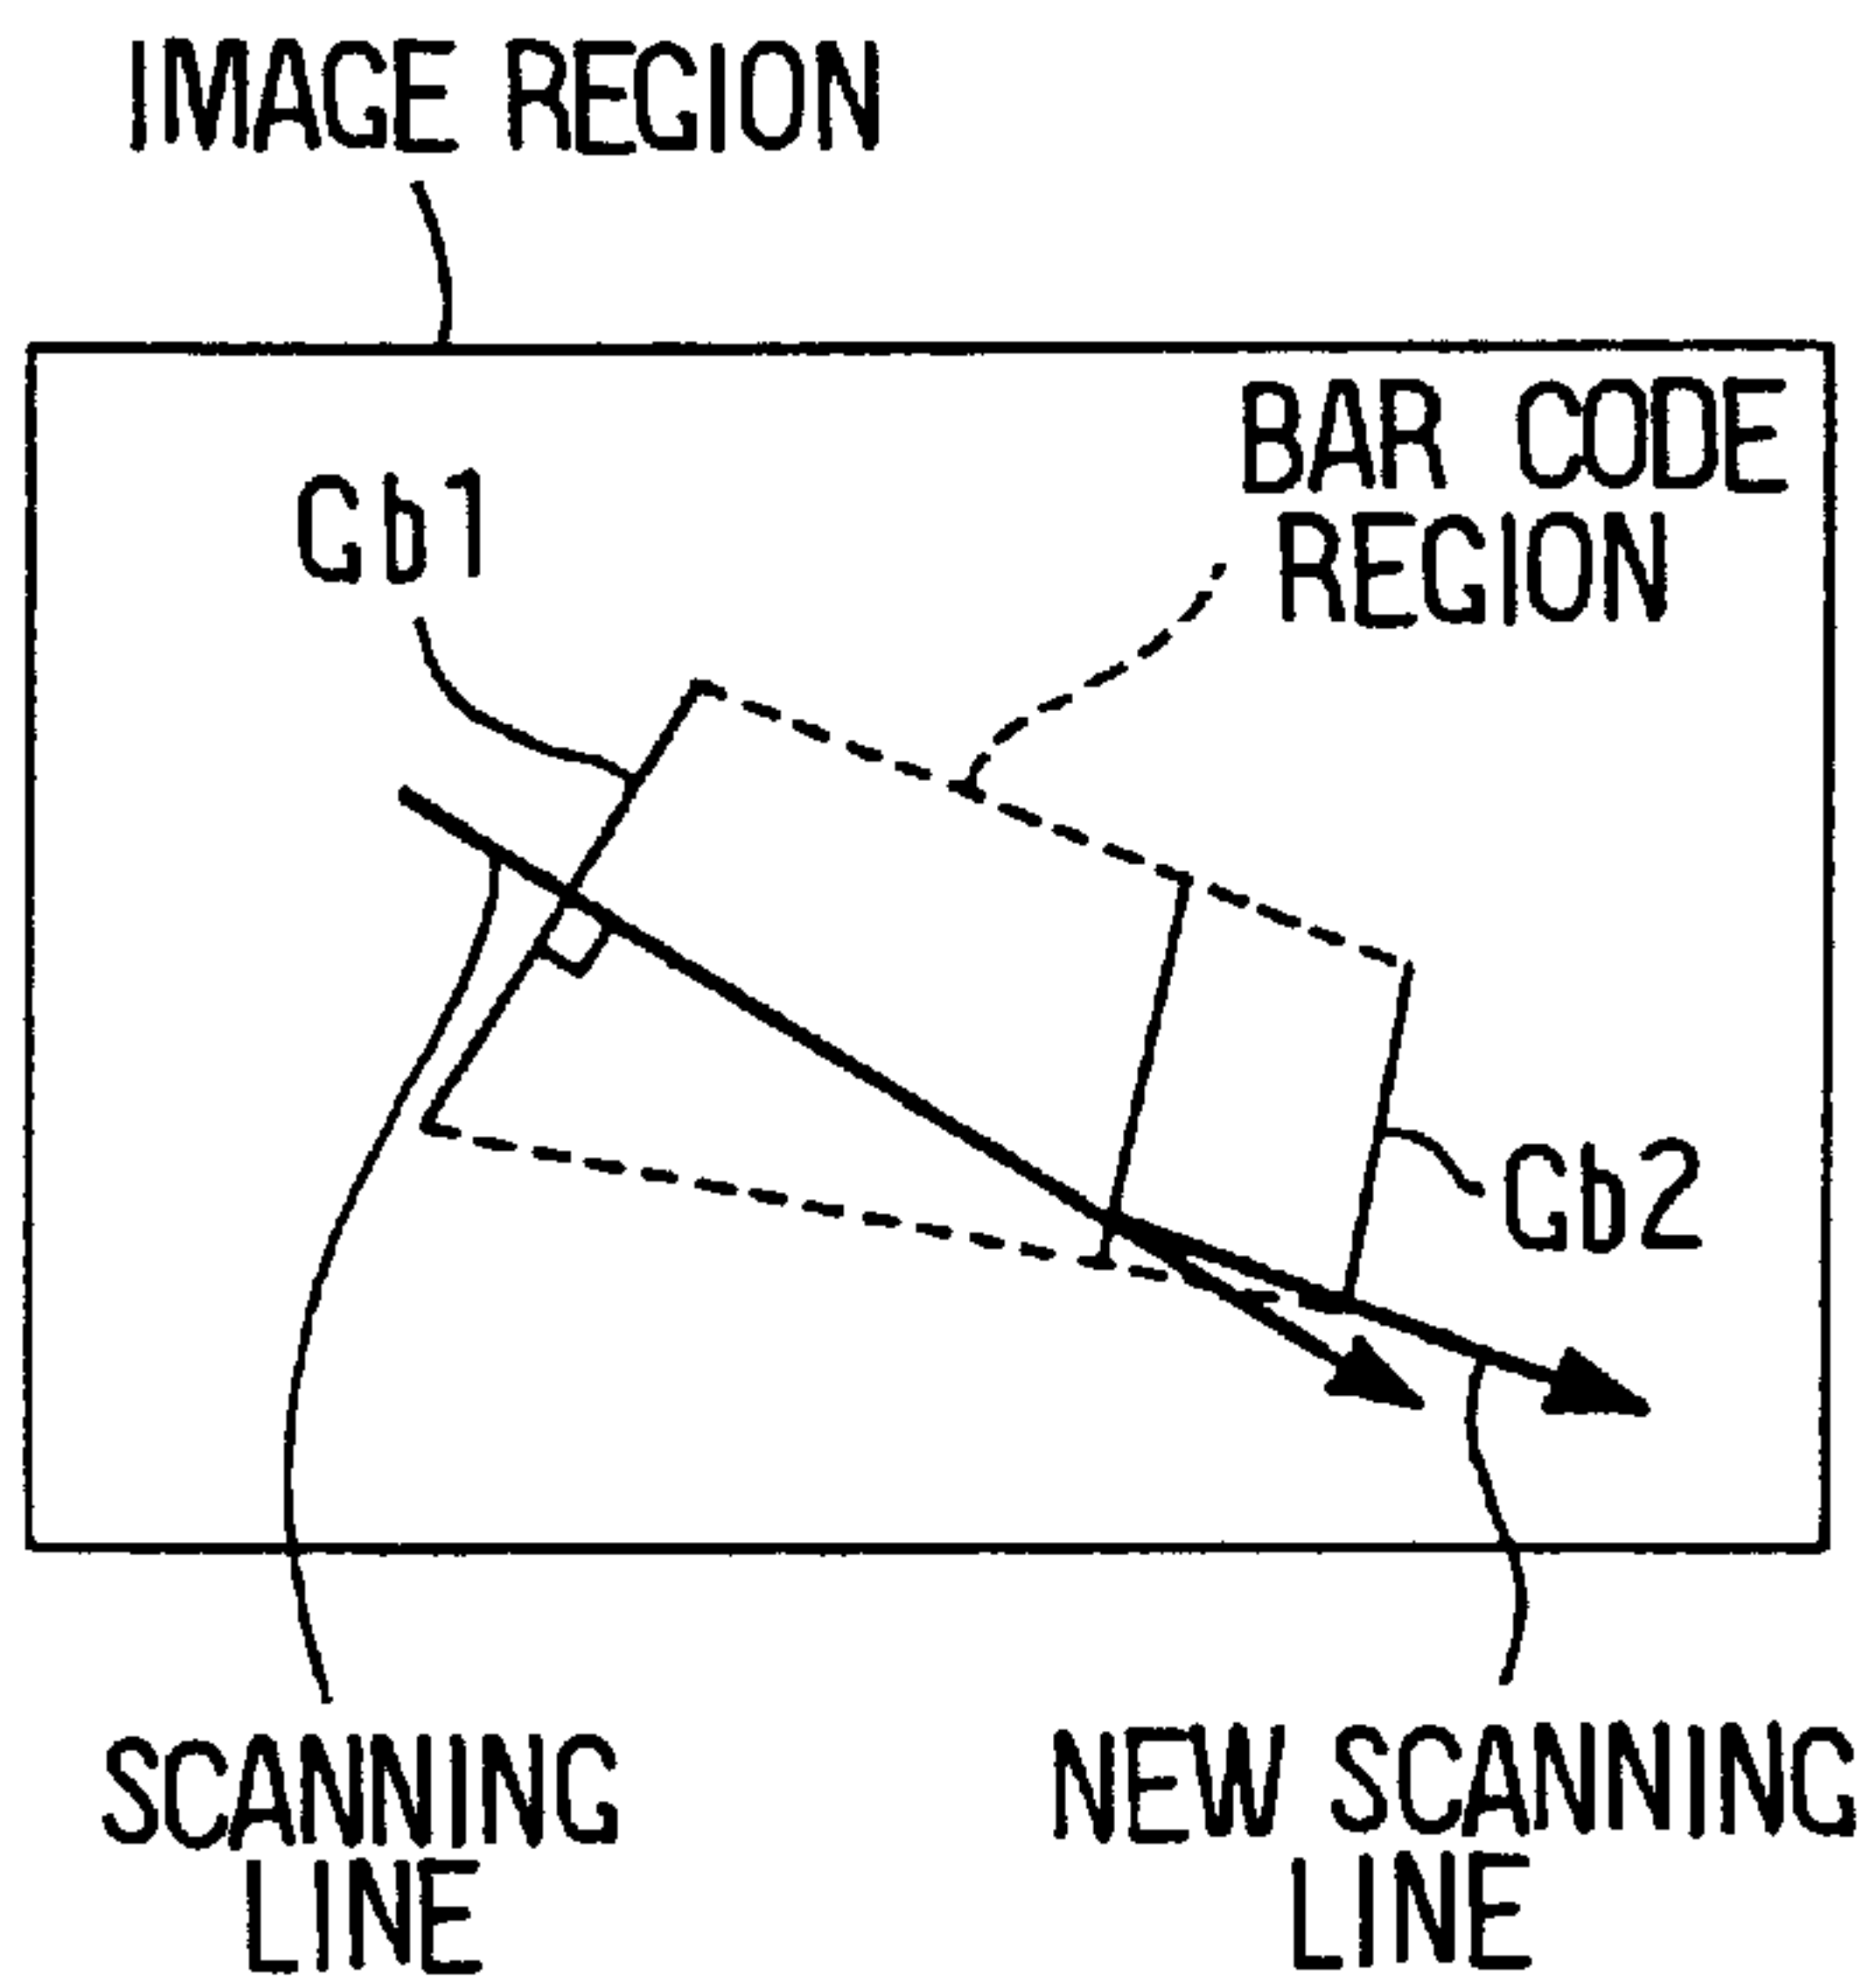 IMAGE REGION
BAR CODE
REGION
Gb1
Gb2
SCANNING
LINE
NEW SCANNING
LINE